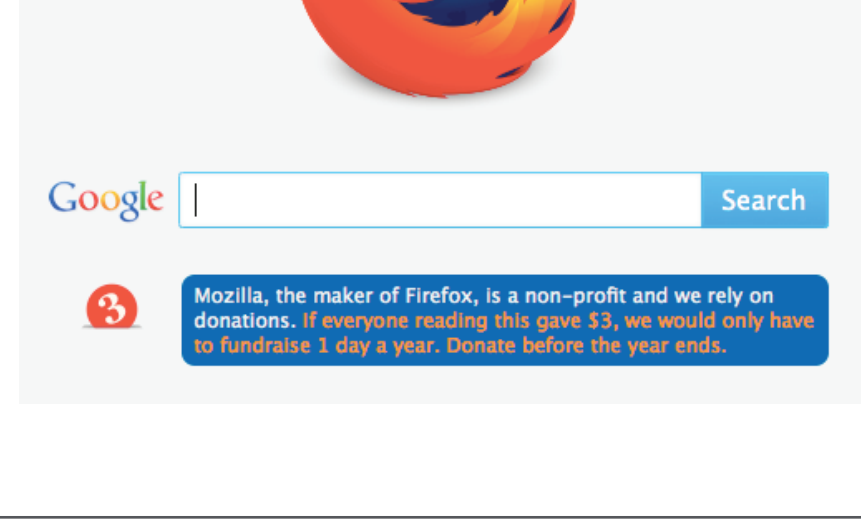 Google
Search
3
Mozilla, the maker of Firefox, is a non-profit and we rely on
donations. If everyone reading this gave $3, we would only have
to fundraise 1 day a year. Donate before the year ends.